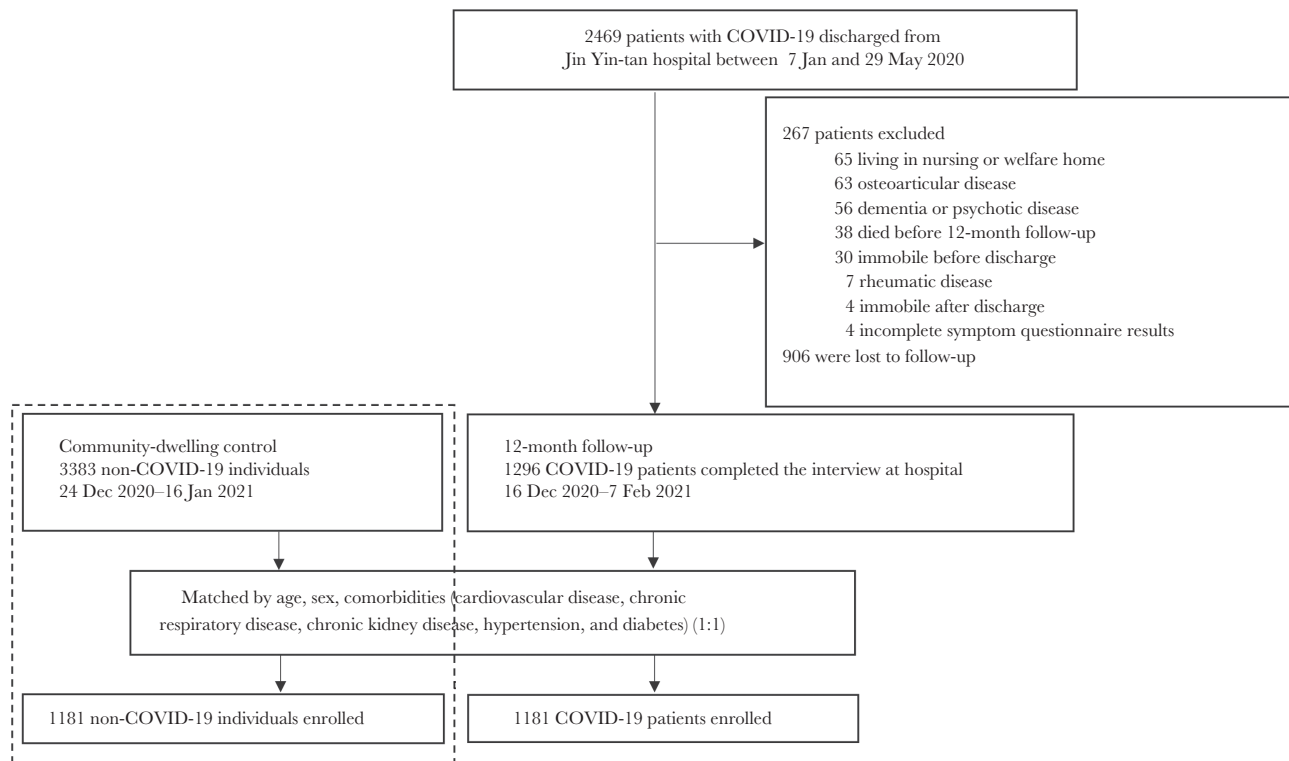 2469 patients with COVID-19 discharged from
Jin Yin-tan hospital between 7 Jan and 29 May 2020
267 patients excluded
65 living in nursing or welfare home
63 osteoarticular disease
56 dementia or psychotic disease
38 died before 12-month follow-up
30 immobile before discharge
7 rheumatic disease
4 immobile after discharge
4 incomplete symptom questionnaire results
906 were lost to follow-up
Community-dwelling control
3383 non-COVID-19 individuals
24 Dec 2020–16 Jan 2021
12-month follow-up
1296 COVID-19 patients completed the interview at hospital
16 Dec 2020–7 Feb 2021
Matched by age, sex, comorbidities (cardiovascular disease, chronic
respiratory disease, chronic kidney disease, hypertension, and diabetes) (1:1)
1181 non-COVID-19 individuals enrolled
1181 COVID-19 patients enrolled